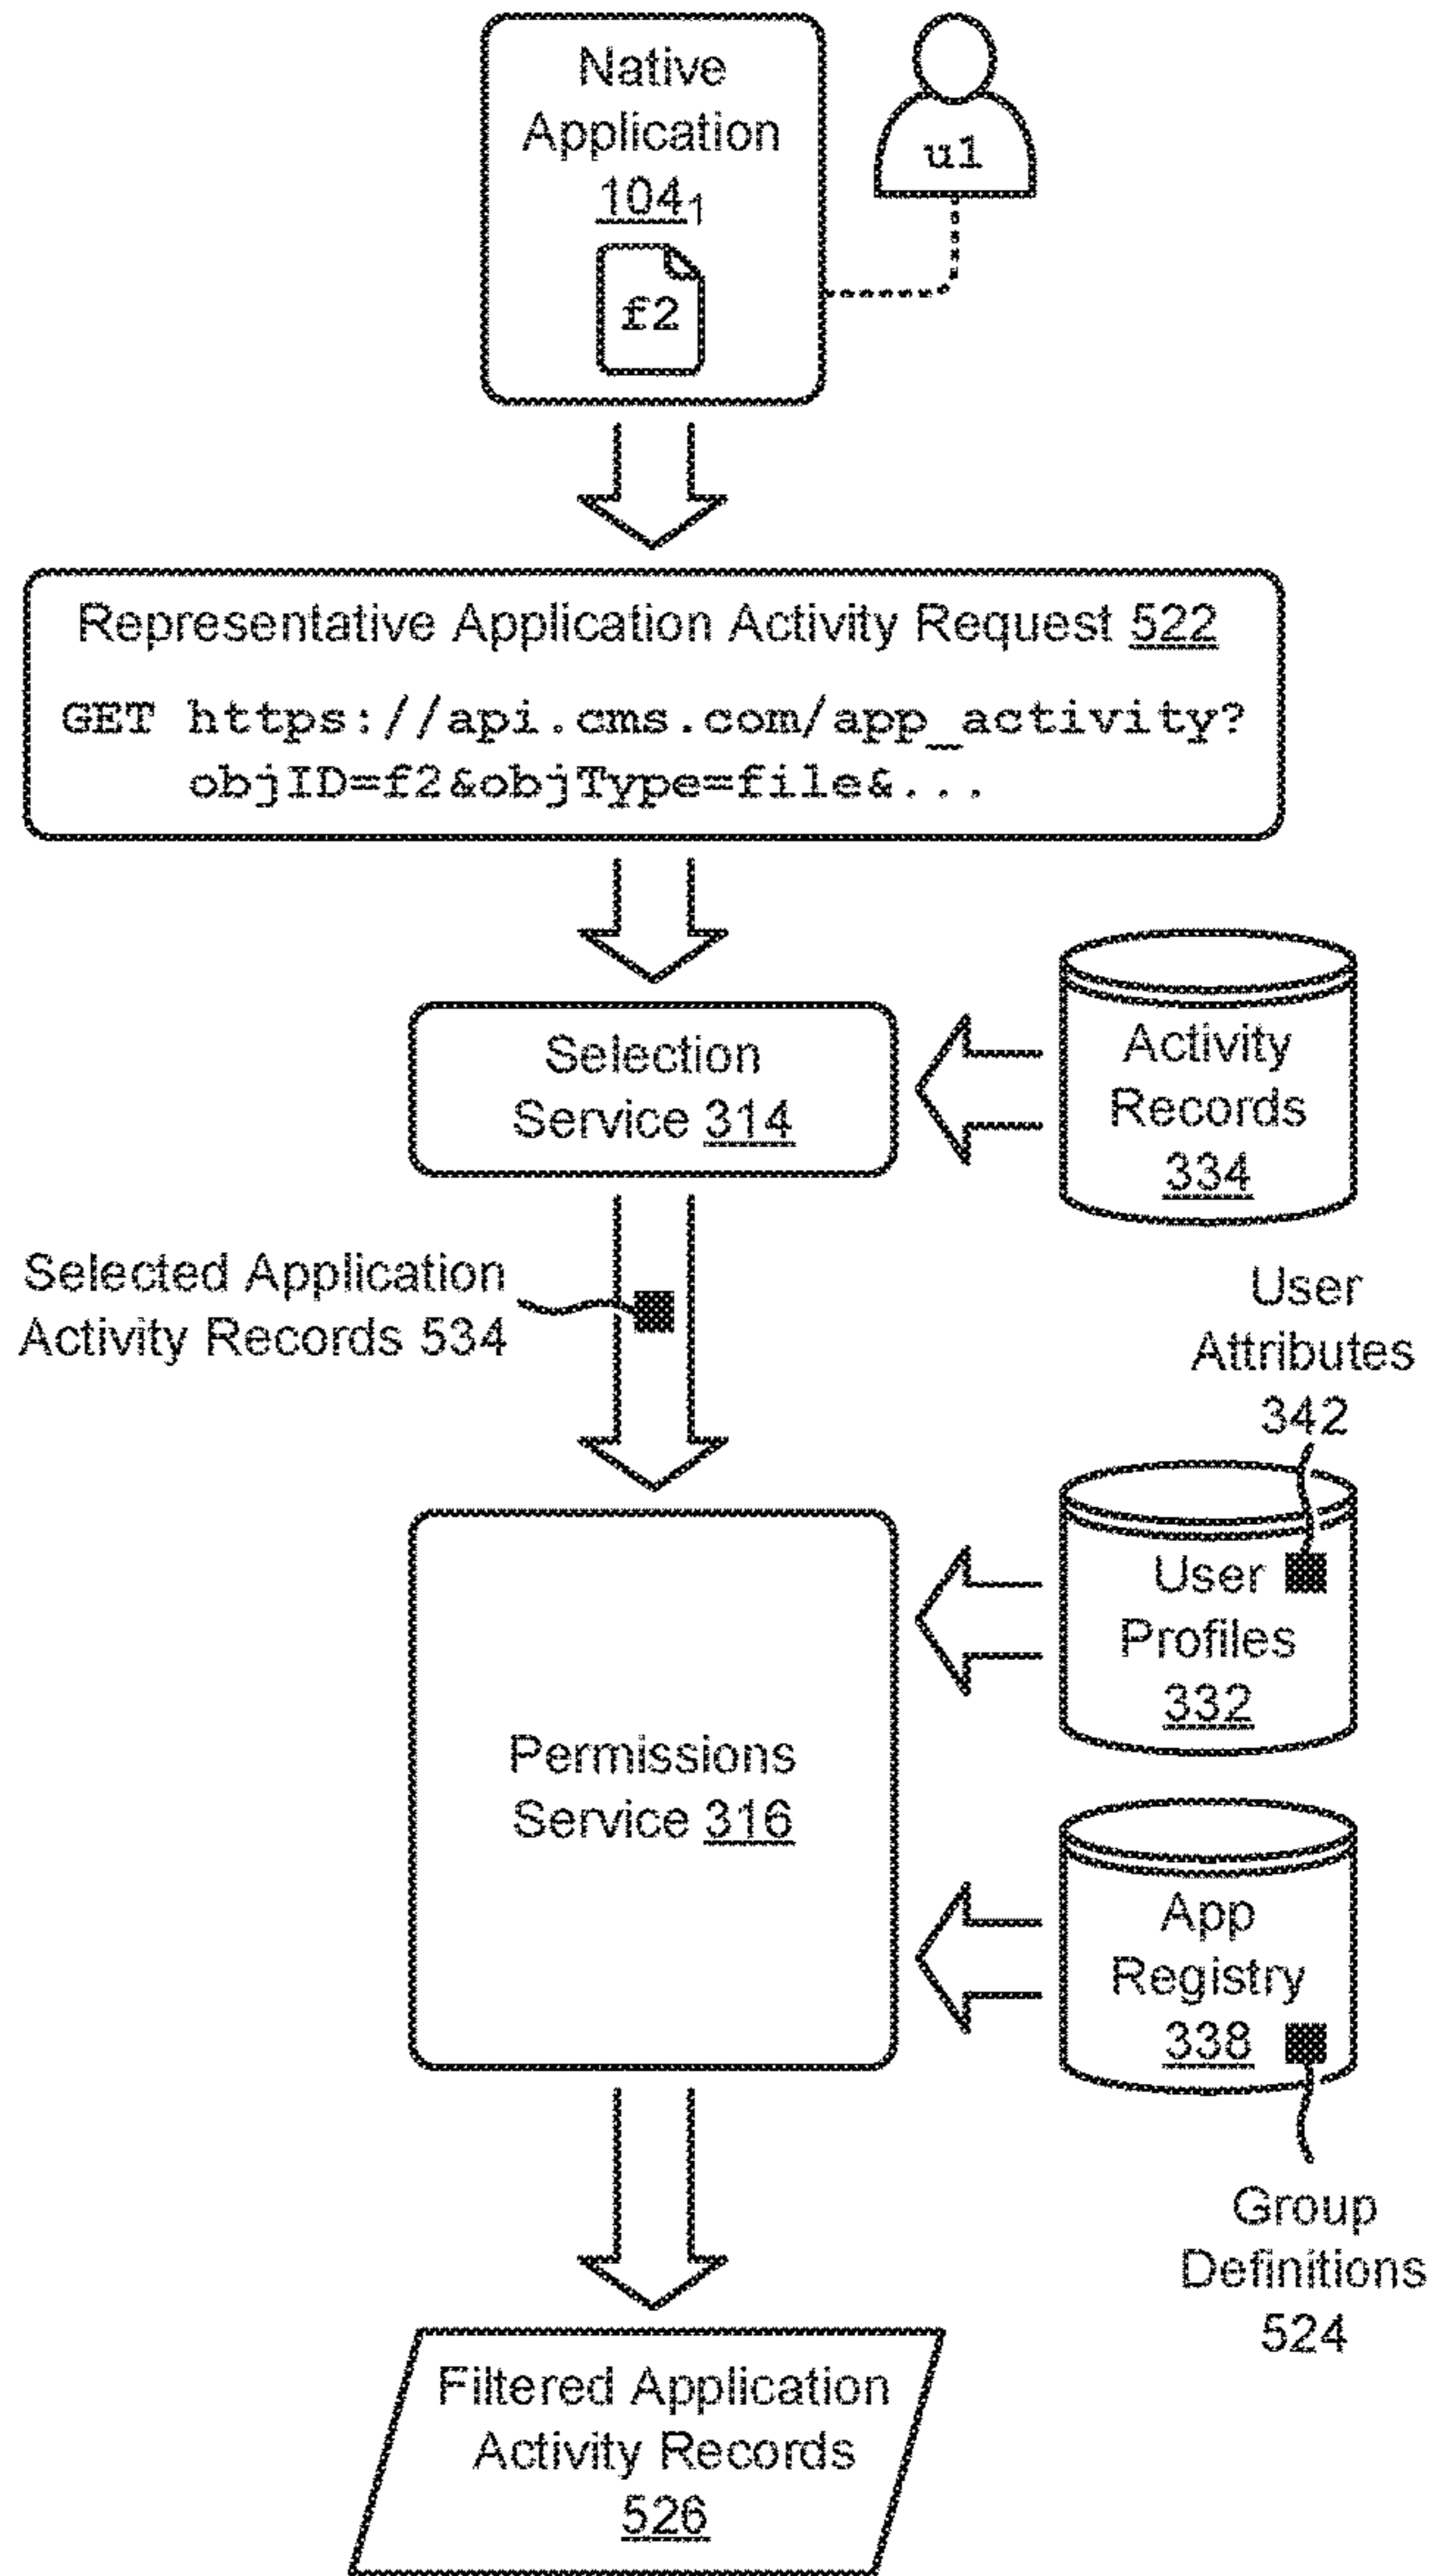 Native
Application
104₁
u1
f2
Representative Application Activity Request 522
GET https://api.cms.com/app_activity?
objID=f2&objType=file&...
Selection
Service 314
Activity
Records
334
Selected Application
Activity Records 534
User
Attributes
342
User
Profiles
332
Permissions
Service 316
App
Registry
338
Group
Definitions
524
Filtered Application
Activity Records
526